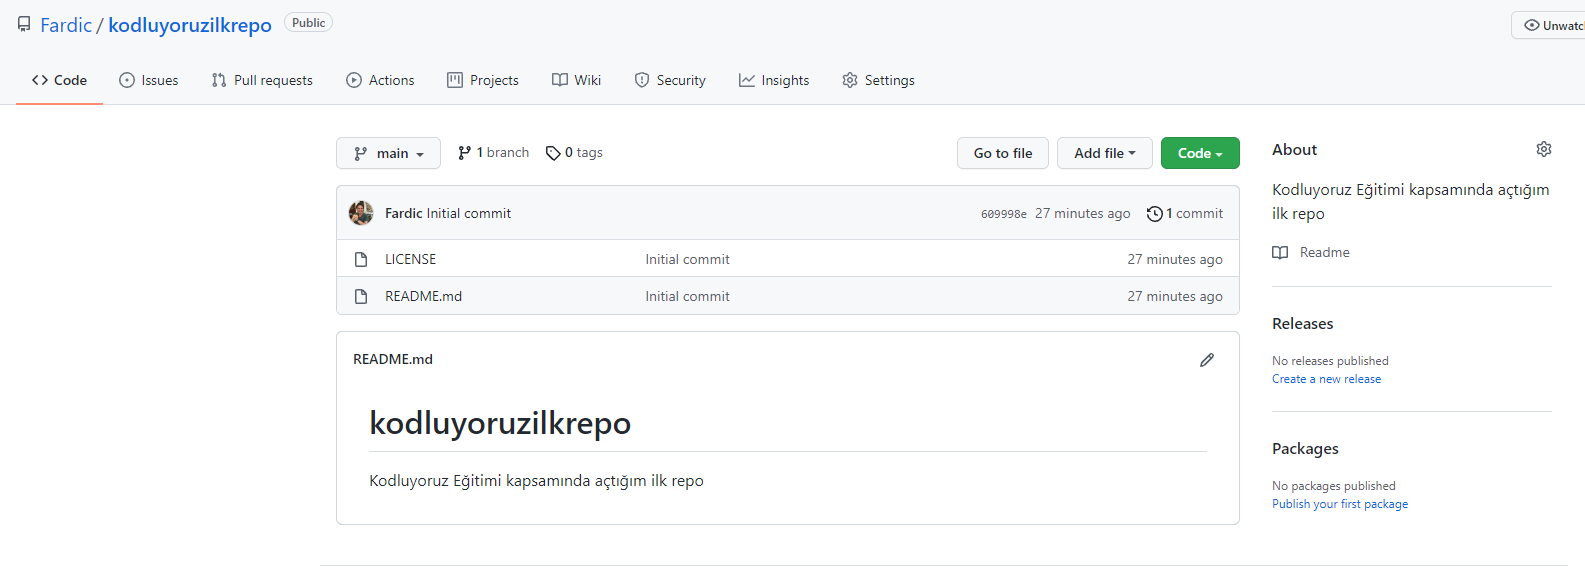 Fardic / kodluyoruzilkrepo Public
Unwatch
Code Issues Pull requests Actions Projects Wiki Security Insights Settings
main 1 branch 0 tags Go to file Add file Code
Fardic Initial commit 609998e 27 minutes ago 1 commit
LICENSE Initial commit 27 minutes ago
README.md Initial commit 27 minutes ago
README.md
kodluyoruzilkrepo
Kodluyoruz Eğitimi kapsamında açtığım ilk repo
About
Kodluyoruz Eğitimi kapsamında açtığım
ilk repo
Readme
Releases
No releases published
Create a new release
Packages
No packages published
Publish your first package